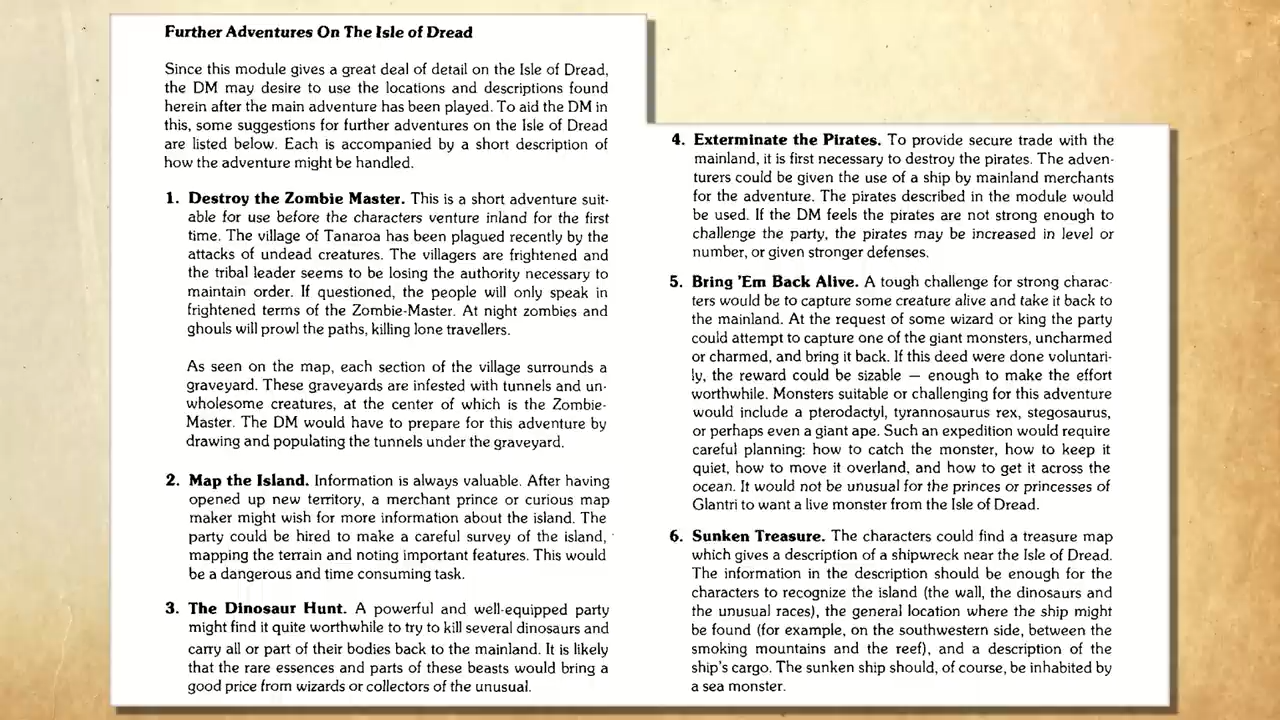 Further Adventures On The Isle of Dread
Since this module gives a great deal of detail on the Isle of Dread,
the DM may desire to use the locations and descriptions found
herein after the main adventure has been played. To aid the DM in
this, some suggestions for further adventures on the Isle of Dread
are listed below. Each is accompanied by a short description of
how the adventure might be handled.
1. Destroy the Zombie Master. This is a short adventure suit-
able for use before the characters venture inland for the first
time. The village of Tanaroa has been plagued recently by the
attacks of undead creatures. The villagers are frightened and
the tribal leader seems to be losing the authority necessary to
maintain order. If questioned, the people will only speak in
frightened terms of the Zombie-Master. At night zombies and
ghouls will prowl the paths, killing lone travellers.
As seen on the map, each section of the village surrounds a
graveyard. These graveyards are infested with tunnels and un-
wholesome creatures, at the center of which is the Zombie-
Master. The DM would have to prepare for this adventure by
drawing and populating the tunnels under the graveyard.
2. Map the Island. Information is always valuable. After having
opened up new territory, a merchant prince or curious map
maker might wish for more information about the island. The
party could be hired to make a careful survey of the island,
mapping the terrain and noting important features. This would
be a dangerous and time consuming task.
3. The Dinosaur Hunt. A powerful and well-equipped party
might find it quite worthwhile to try to kill several dinosaurs and
carry all or part of their bodies back to the mainland. It is likely
that the rare essences and parts of these beasts would bring a
good price from wizards or collectors of the unusual.
4. Exterminate the Pirates. To provide secure trade with the
mainland, it is first necessary to destroy the pirates. The adven-
turers could be given the use of a ship by mainland merchants
for the adventure. The pirates described in the module would
be used. If the DM feels the pirates are not strong enough to
challenge the party, the pirates may be increased in level or
number, or given stronger defenses.
5. Bring 'Em Back Alive. A tough challenge for strong charac-
ters would be to capture some creature alive and take it back to
the mainland. At the request of some wizard or king the party
could attempt to capture one of the giant monsters, uncharmed
or charmed, and bring it back. If this deed were done voluntari-
ly, the reward could be sizable — enough to make the effort
worthwhile. Monsters suitable or challenging for this adventure
would include a pterodactyl, tyrannosaurus rex, stegosaurus,
or perhaps even a giant ape. Such an expedition would require
careful planning: how to catch the monster, how to keep it
quiet, how to move it overland, and how to get it across the
ocean. It would not be unusual for the princes or princesses of
Glantri to want a live monster from the Isle of Dread.
6. Sunken Treasure. The characters could find a treasure map
which gives a description of a shipwreck near the Isle of Dread.
The information in the description should be enough for the
characters to recognize the island (the wall, the dinosaurs and
the unusual races), the general location where the ship might
be found (for example, on the southwestern side, between the
smoking mountains and the reef), and a description of the
ship's cargo. The sunken ship should, of course, be inhabited by
a sea monster.